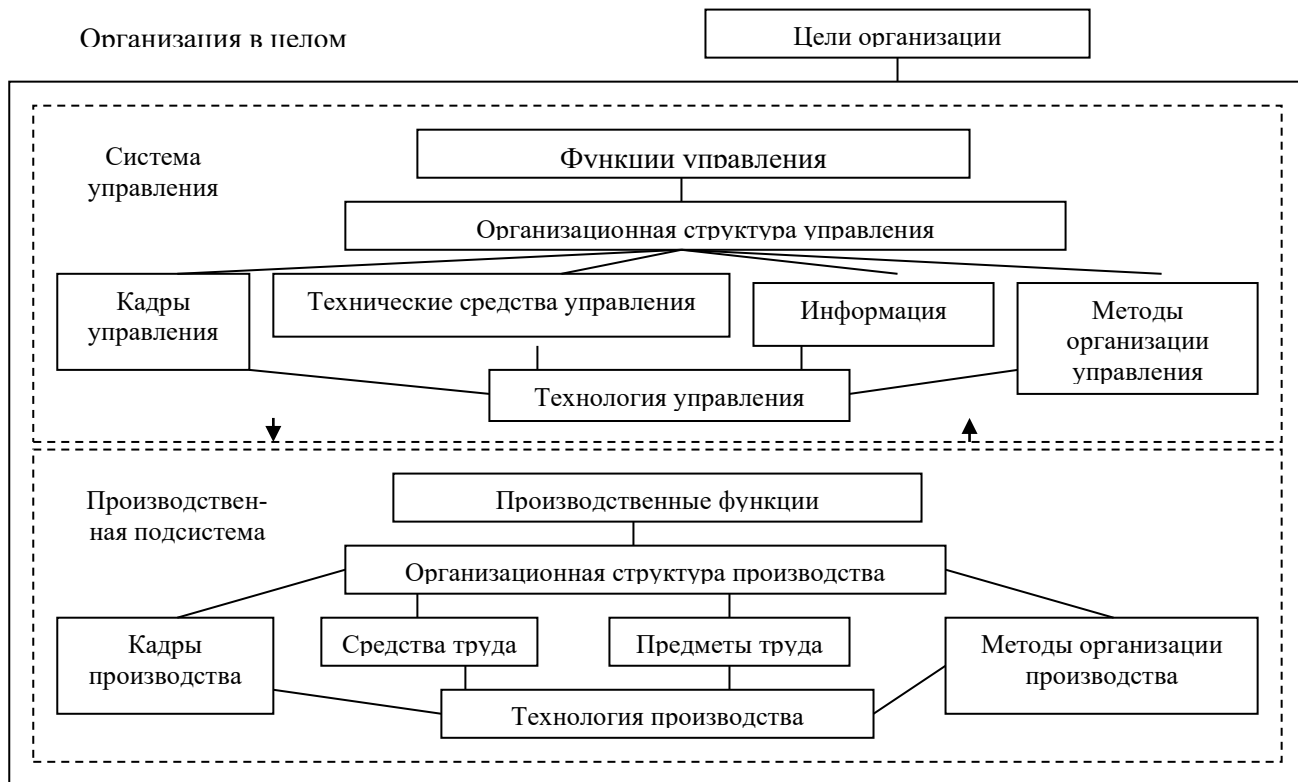 Организация в целом
Цели организации
Система
управления
Функции управления
Организационная структура управления
Кадры
управления
Технические средства управления
Информация
Методы
организации
управления
Технология управления
Производствен-
ная подсистема
Производственные функции
Организационная структура производства
Кадры
производства
Средства труда
Предметы труда
Методы организации
производства
Технология производства